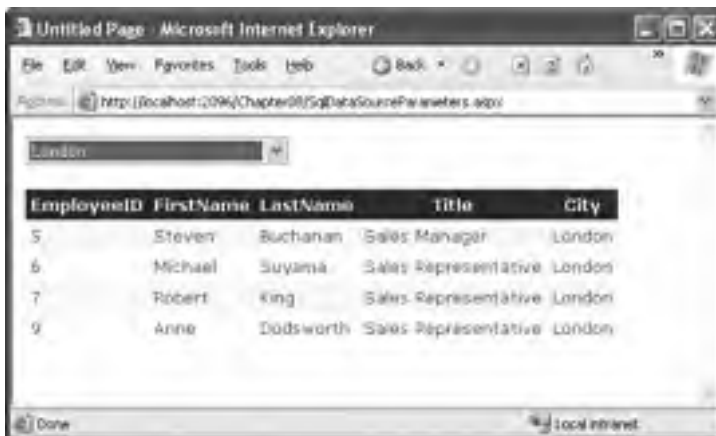 Untitled Page - Microsoft Internet Explorer
File Edit View Favorites Tools Help Back »
Address http://localhost:2096/Chapter08/SqlDataSourceParameters.aspx
London
EmployeeID FirstName LastName Title City
5 Steven Buchanan Sales Manager London
6 Michael Suyama Sales Representative London
7 Robert King Sales Representative London
9 Anne Dodsworth Sales Representative London
Done Local intranet